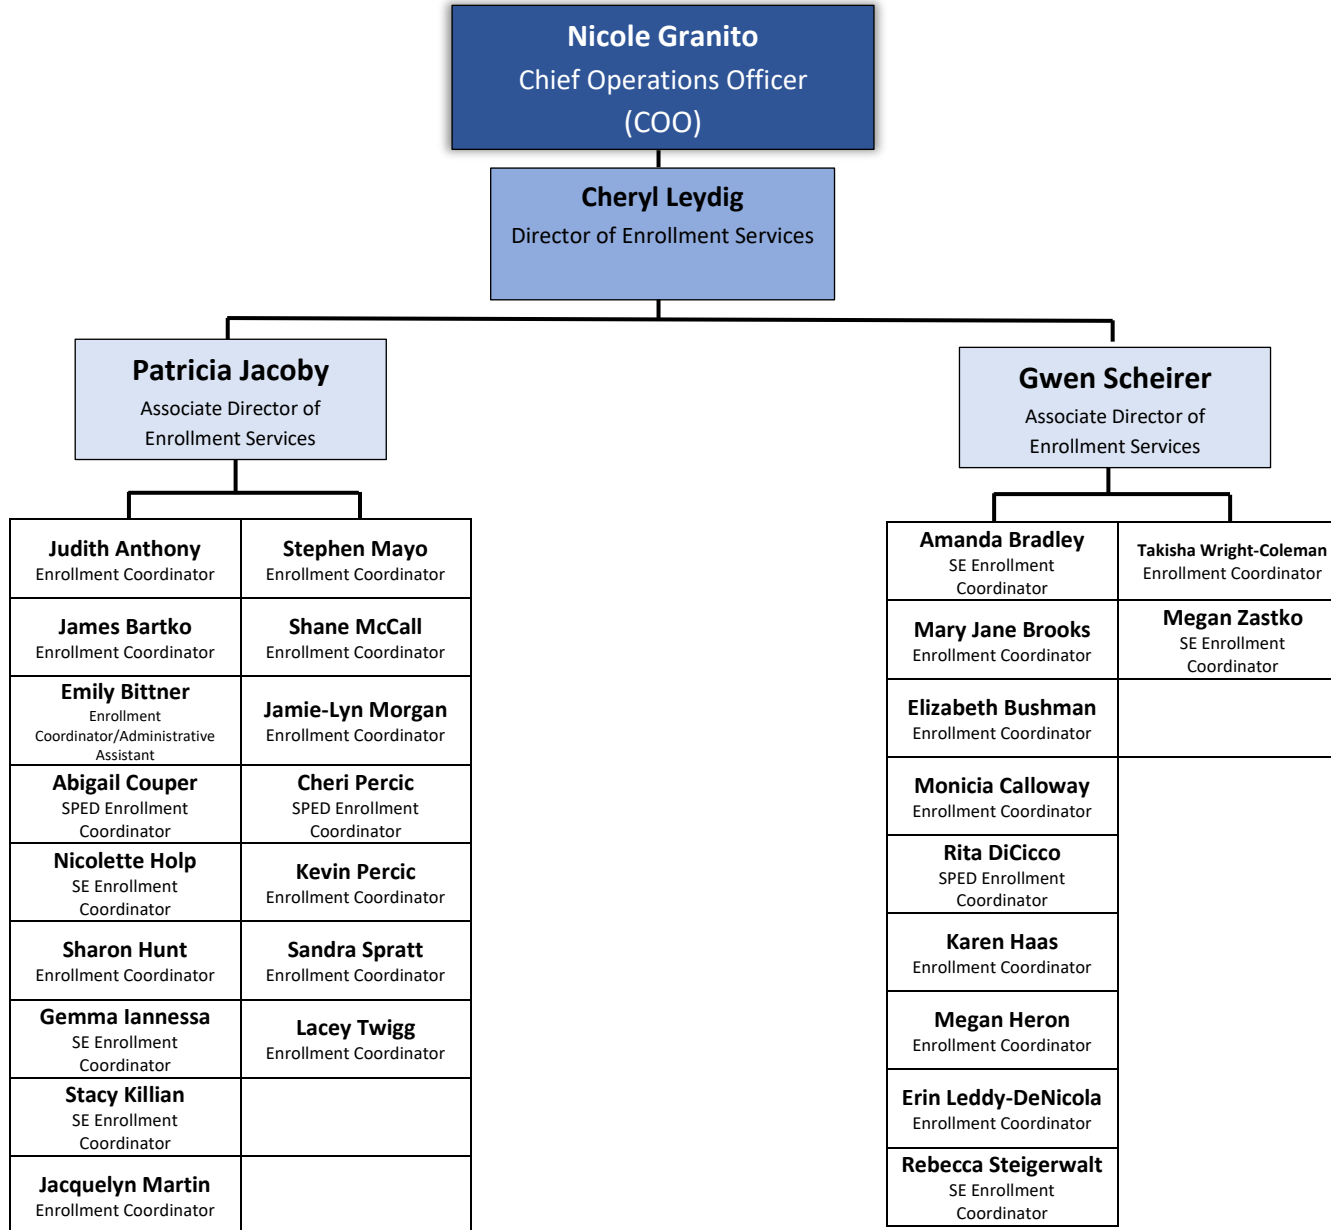 Nicole Granito
Chief Operations Officer
(COO)
Cheryl Leydig
Director of Enrollment Services
Patricia Jacoby
Associate Director of
Enrollment Services
Gwen Scheirer
Associate Director of
Enrollment Services
Judith Anthony
Enrollment Coordinator
Stephen Mayo
Enrollment Coordinator
James Bartko
Enrollment Coordinator
Shane McCall
Enrollment Coordinator
Emily Bittner
Enrollment
Coordinator/Administrative
Assistant
Jamie-Lyn Morgan
Enrollment Coordinator
Abigail Couper
SPED Enrollment
Coordinator
Cheri Percic
SPED Enrollment
Coordinator
Nicolette Holp
SE Enrollment
Coordinator
Kevin Percic
Enrollment Coordinator
Sharon Hunt
Enrollment Coordinator
Sandra Spratt
Enrollment Coordinator
Gemma Iannessa
SE Enrollment
Coordinator
Lacey Twigg
Enrollment Coordinator
Stacy Killian
SE Enrollment
Coordinator
Jacquelyn Martin
Enrollment Coordinator
Amanda Bradley
SE Enrollment
Coordinator
Takisha Wright-Coleman
Enrollment Coordinator
Mary Jane Brooks
Enrollment Coordinator
Megan Zastko
SE Enrollment
Coordinator
Elizabeth Bushman
Enrollment Coordinator
Monicia Calloway
Enrollment Coordinator
Rita DiCicco
SPED Enrollment
Coordinator
Karen Haas
Enrollment Coordinator
Megan Heron
Enrollment Coordinator
Erin Leddy-DeNicola
Enrollment Coordinator
Rebecca Steigerwalt
SE Enrollment
Coordinator